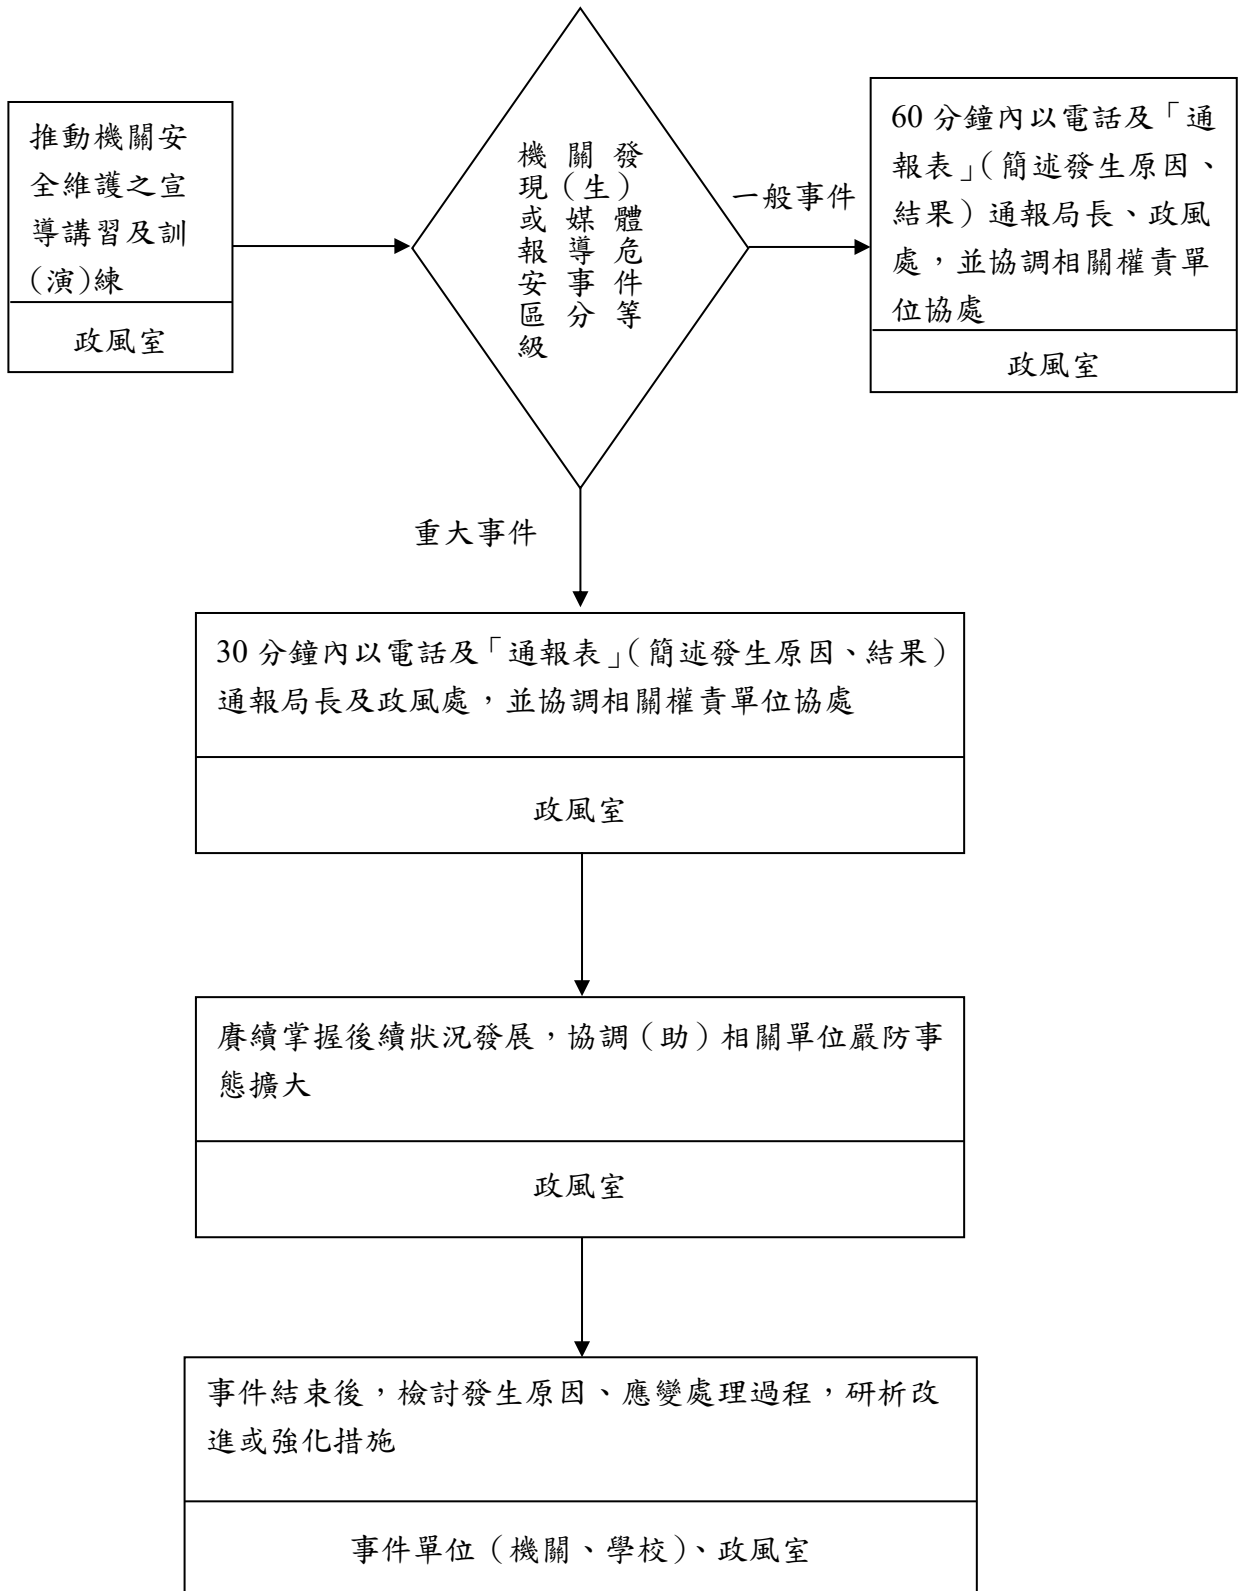 推動機關安
全維護之宣
導講習及訓
(演)練
政風室
機關發
現(生)
或媒體
報導危
安事件
區分等
級
一般事件
60 分鐘內以電話及「通
報表」(簡述發生原因、
結果）通報局長、政風
處，並協調相關權責單
位協處
政風室
重大事件
30 分鐘內以電話及「通報表」(簡述發生原因、結果）
通報局長及政風處，並協調相關權責單位協處
政風室
賡續掌握後續狀況發展，協調（助）相關單位嚴防事
態擴大
政風室
事件結束後，檢討發生原因、應變處理過程，研析改
進或強化措施
事件單位（機關、學校）、政風室